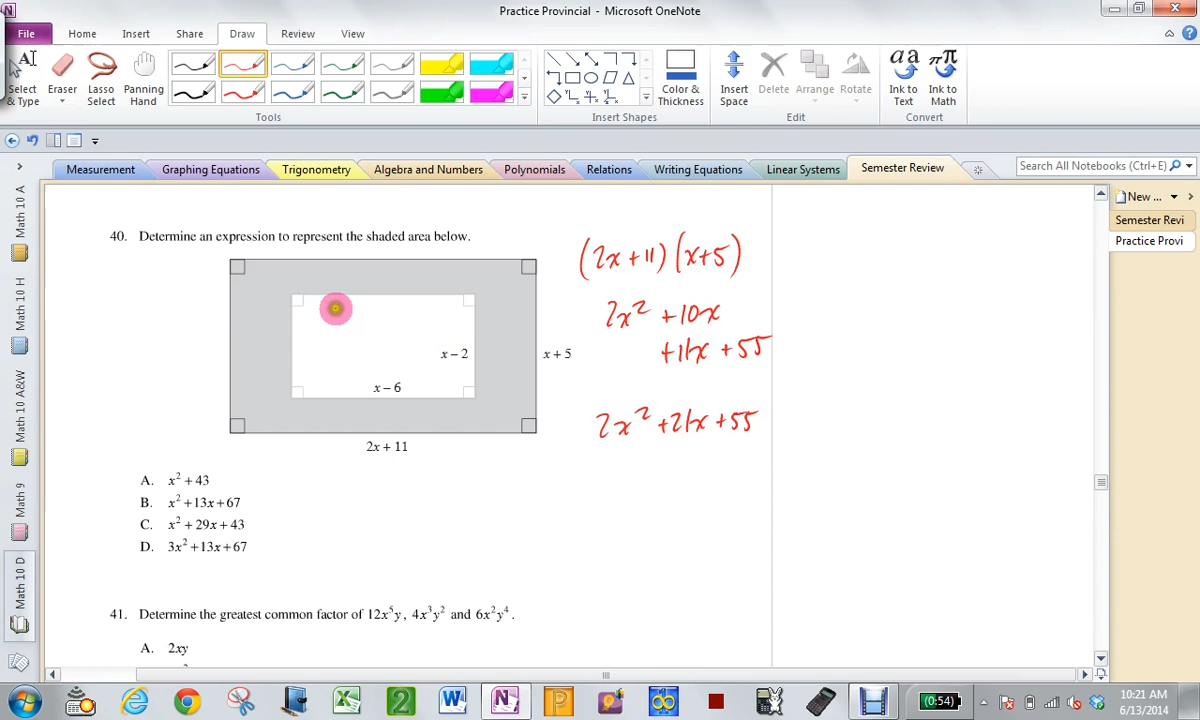 Practice Provincial - Microsoft OneNote
File Home Insert Share Draw Review View
Select & Type
Eraser
Lasso Select
Panning Hand
Color & Thickness
Insert Space
Delete
Arrange
Rotate
Ink to Text
Ink to Math
Tools
Insert Shapes
Edit
Convert
Measurement Graphing Equations Trigonometry Algebra and Numbers Polynomials Relations Writing Equations Linear Systems Semester Review
Search All Notebooks (Ctrl+E)
New ...
Semester Revi
Practice Provi
Math 10 A
Math 10 H
Math 10 A&W
Math 9
Math 10 D
40. Determine an expression to represent the shaded area below.
x − 2
x + 5
x − 6
2x + 11
(2x + 11)(x + 5)
2x² + 10x
+ 11x + 55
2x² + 21x + 55
A. x² + 43
B. x² + 13x + 67
C. x² + 29x + 43
D. 3x² + 13x + 67
41. Determine the greatest common factor of 12x⁵y, 4x³y² and 6x²y⁴.
A. 2xy
(0:54)
10:21 AM
6/13/2014